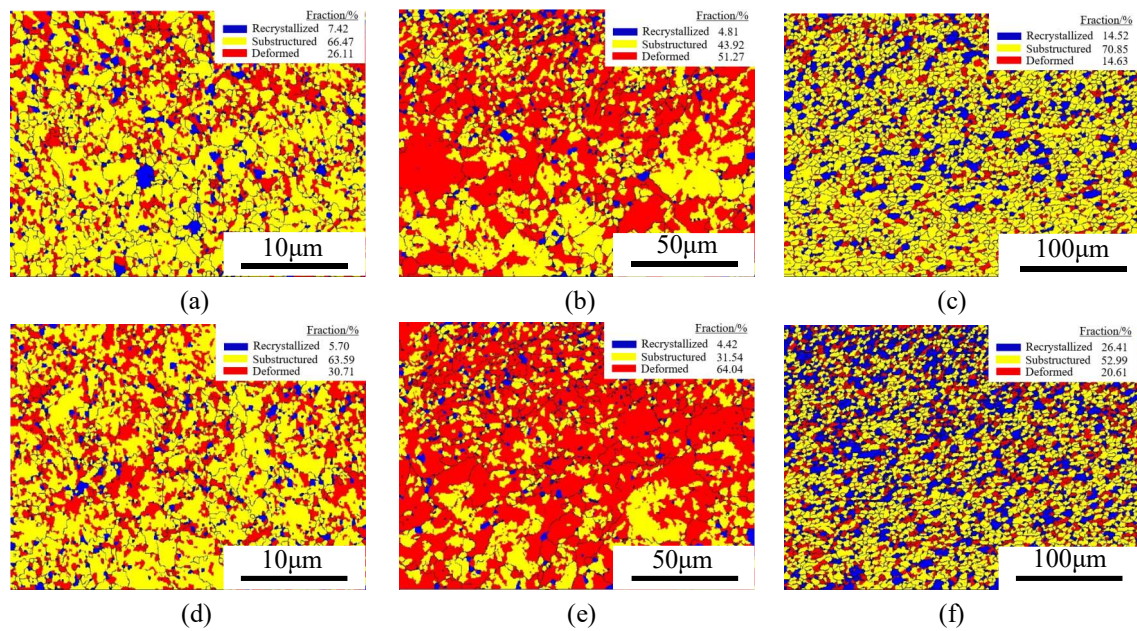 Fraction/%
Recrystallized 7.42
Substructured 66.47
Deformed 26.11
10μm
(a)
Fraction/%
Recrystallized 4.81
Substructured 43.92
Deformed 51.27
50μm
(b)
Fraction/%
Recrystallized 14.52
Substructured 70.85
Deformed 14.63
100μm
(c)
Fraction/%
Recrystallized 5.70
Substructured 63.59
Deformed 30.71
10μm
(d)
Fraction/%
Recrystallized 4.42
Substructured 31.54
Deformed 64.04
50μm
(e)
Fraction/%
Recrystallized 26.41
Substructured 52.99
Deformed 20.61
100μm
(f)